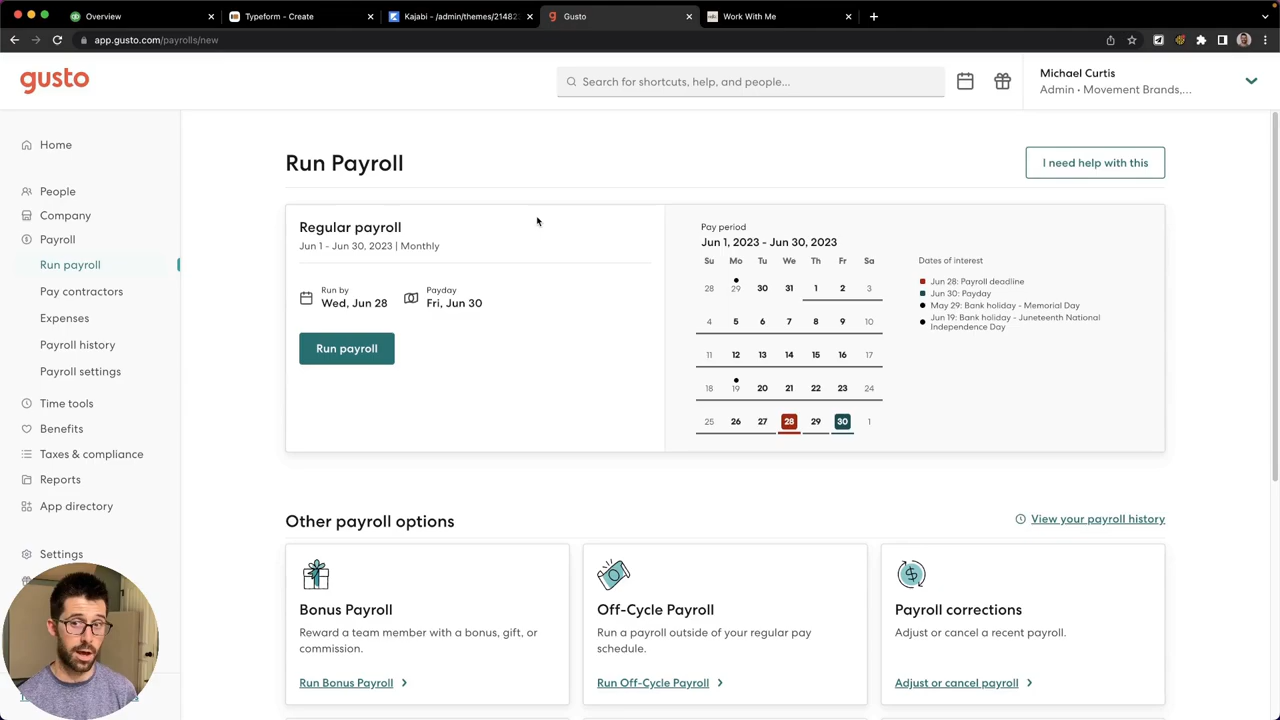 Overview
Typeform - Create
Kajabi - /admin/themes/21482
Gusto
Work With Me
app.gusto.com/payrolls/new
gusto
Search for shortcuts, help, and people...
Michael Curtis
Admin • Movement Brands,...
Home
People
Company
Payroll
Run payroll
Pay contractors
Expenses
Payroll history
Payroll settings
Time tools
Benefits
Taxes & compliance
Reports
App directory
Settings
Run Payroll
I need help with this
Regular payroll
Jun 1 - Jun 30, 2023 | Monthly
Run by
Wed, Jun 28
Payday
Fri, Jun 30
Run payroll
Pay period
Jun 1, 2023 - Jun 30, 2023
Su Mo Tu We Th Fr Sa
28 29 30 31 1 2 3
4 5 6 7 8 9 10
11 12 13 14 15 16 17
18 19 20 21 22 23 24
25 26 27 28 29 30 1
Dates of interest
Jun 28: Payroll deadline
Jun 30: Payday
May 29: Bank holiday - Memorial Day
Jun 19: Bank holiday - Juneteenth National
Independence Day
Other payroll options
View your payroll history
Bonus Payroll
Reward a team member with a bonus, gift, or
commission.
Run Bonus Payroll
Off-Cycle Payroll
Run a payroll outside of your regular pay
schedule.
Run Off-Cycle Payroll
Payroll corrections
Adjust or cancel a recent payroll.
Adjust or cancel payroll